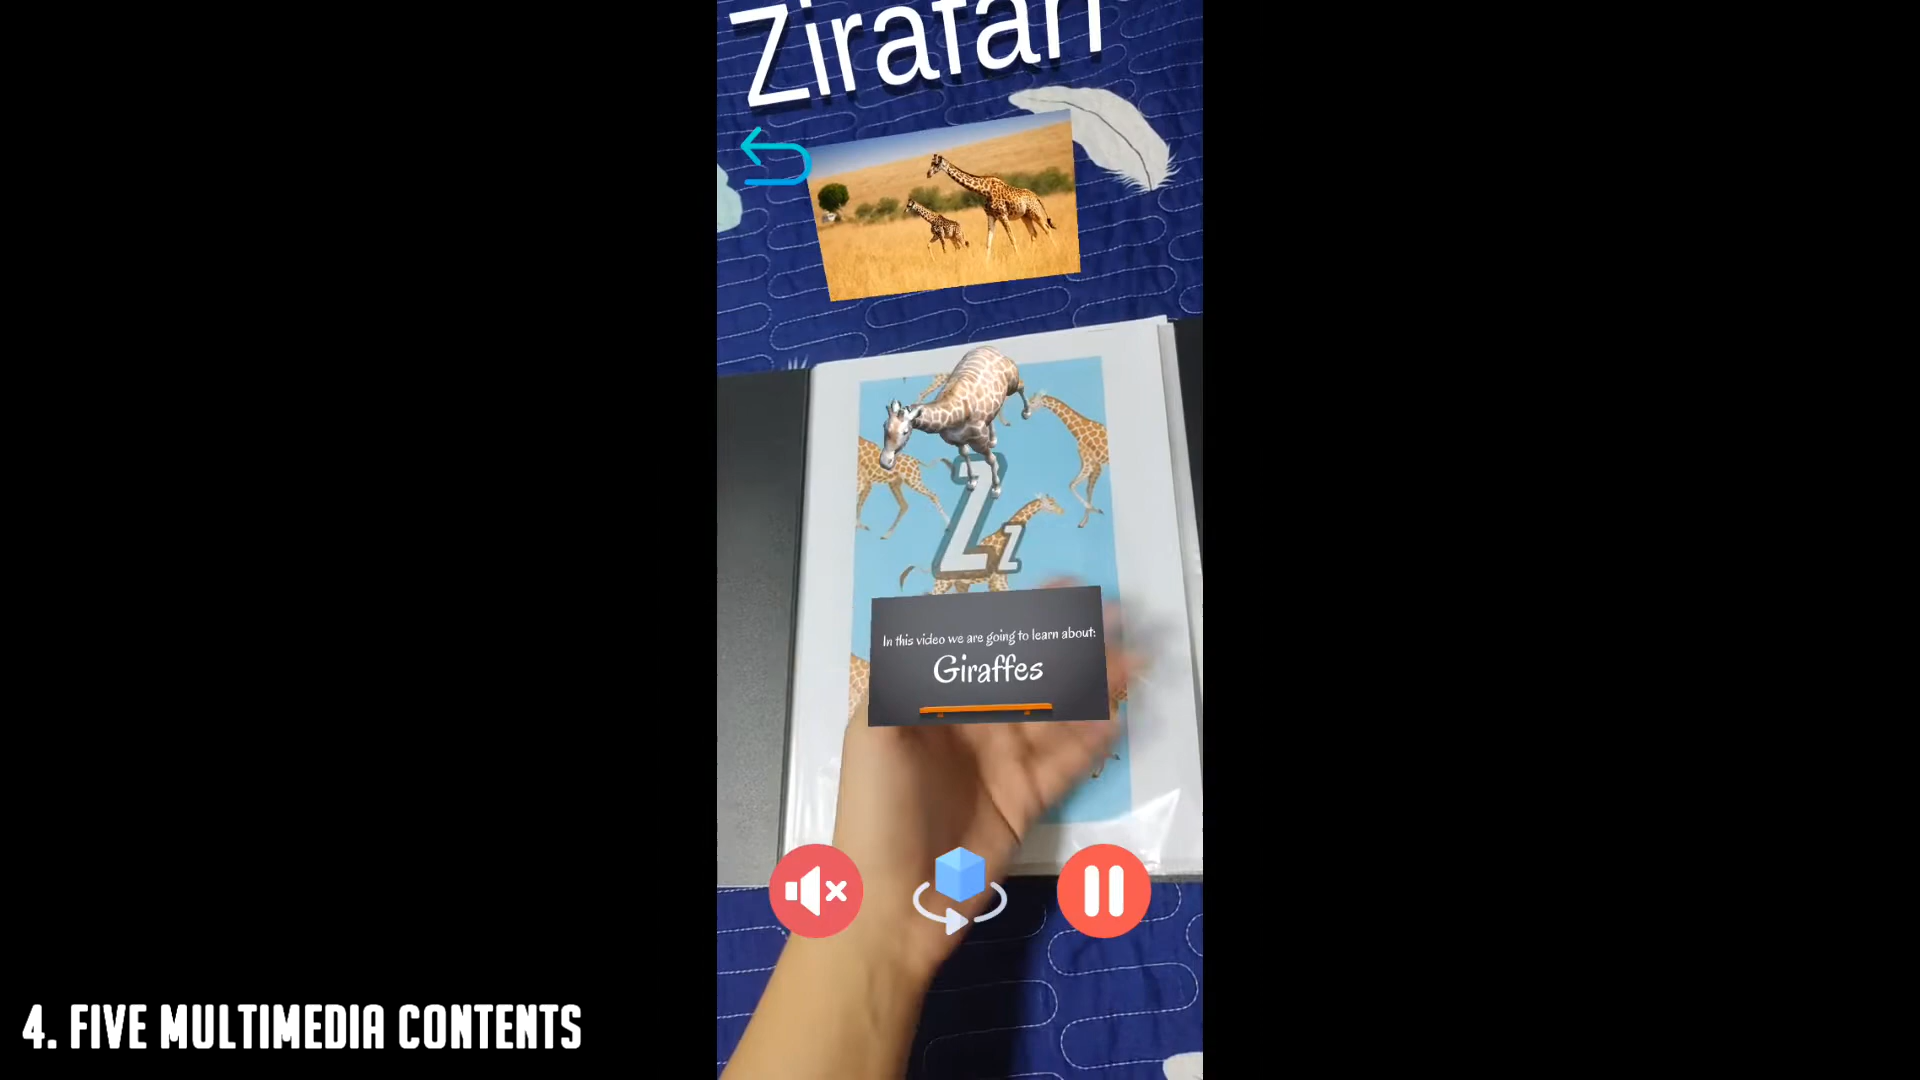 Zirafah
Zz
In this video we are going to learn about:
Giraffes
4. FIVE MULTIMEDIA CONTENTS